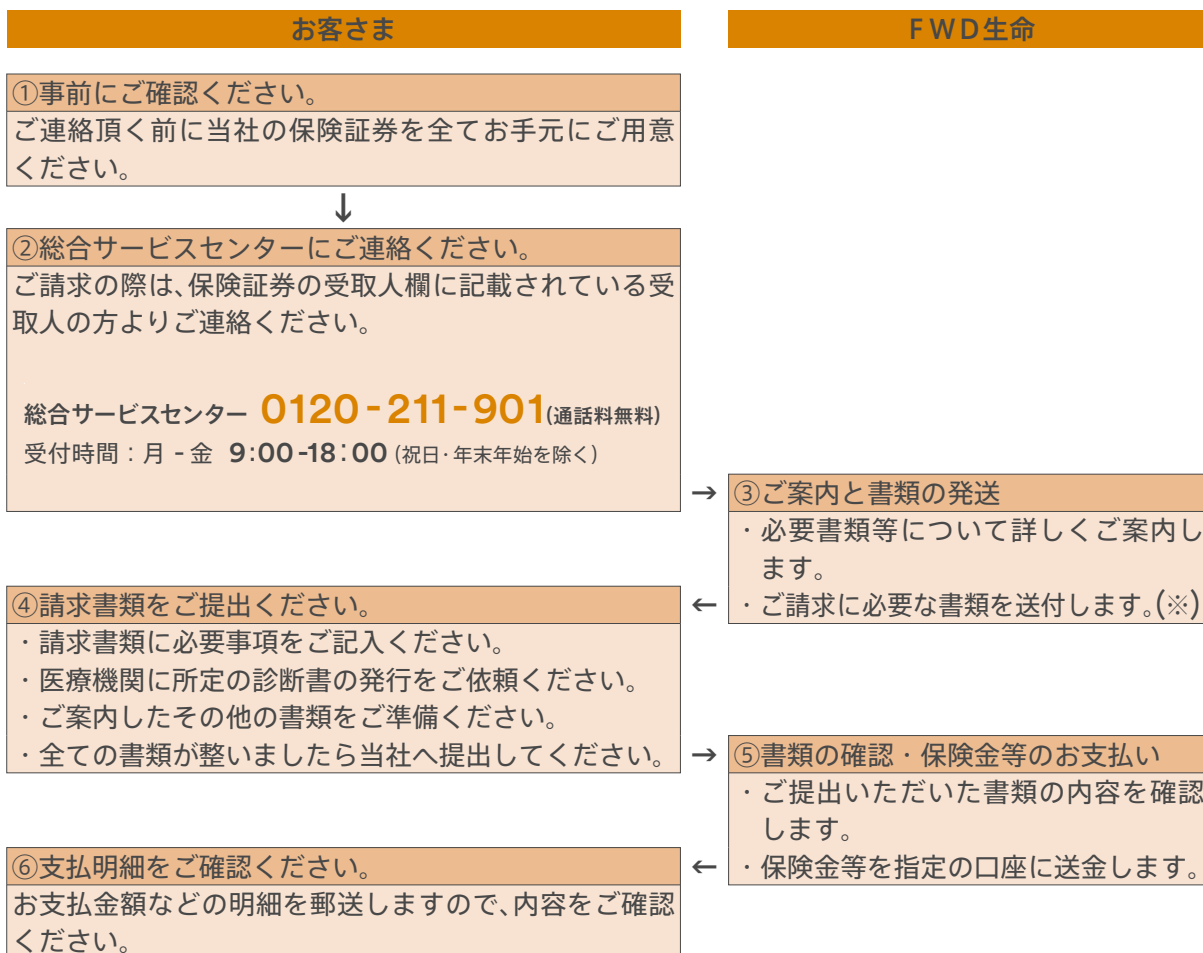 お客さま
FWD生命
①事前にご確認ください。
ご連絡頂く前に当社の保険証券を全てお手元にご用意
ください。
↓
②総合サービスセンターにご連絡ください。
ご請求の際は、保険証券の受取人欄に記載されている受
取人の方よりご連絡ください。
総合サービスセンター 0120-211-901(通話料無料)
受付時間：月 - 金 9:00-18:00 (祝日・年末年始を除く)
→
③ご案内と書類の発送
・必要書類等について詳しくご案内し
ます。
・ご請求に必要な書類を送付します。(※)
←
④請求書類をご提出ください。
・請求書類に必要事項をご記入ください。
・医療機関に所定の診断書の発行をご依頼ください。
・ご案内したその他の書類をご準備ください。
・全ての書類が整いましたら当社へ提出してください。
→
⑤書類の確認・保険金等のお支払い
・ご提出いただいた書類の内容を確認
します。
・保険金等を指定の口座に送金します。
←
⑥支払明細をご確認ください。
お支払金額などの明細を郵送しますので、内容をご確認
ください。